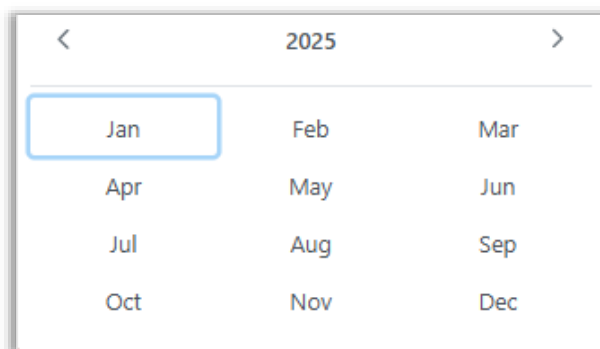 2025
Jan Feb Mar
Apr May Jun
Jul Aug Sep
Oct Nov Dec